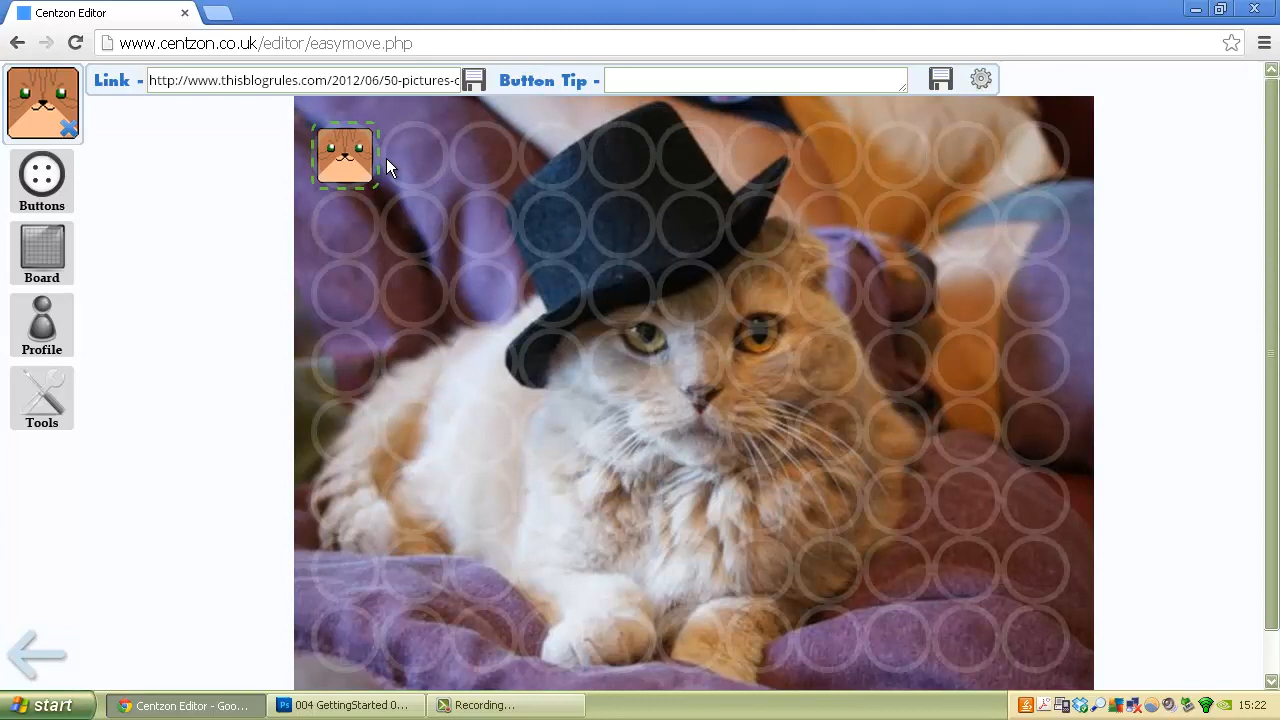 Centzon Editor
www.centzon.co.uk/editor/easymove.php
Link - http://www.thisblogrules.com/2012/06/50-pictures-c Button Tip -
Buttons
Board
Profile
Tools
start Centzon Editor - Goo... 004 GettingStarted-... Recording... 15:22